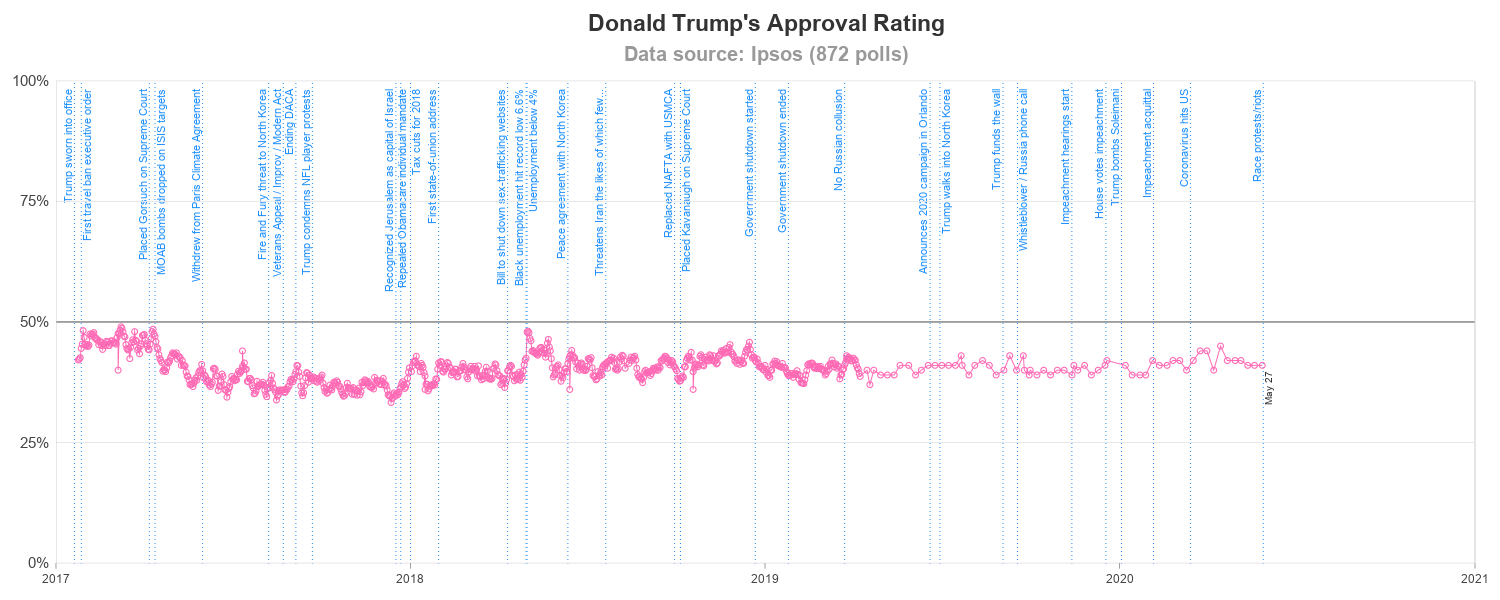 Donald Trump's Approval Rating
Data source: Ipsos (872 polls)
100%
75%
50%
25%
0%
Trump sworn into office
First travel ban executive order
Placed Gorsuch on Supreme Court
MOAB bombs dropped on ISIS targets
Withdrew from Paris Climate Agreement
Fire and Fury threat to North Korea
Veterans Appeal / Improv / Modern Act
Ending DACA
Trump condemns NFL player protests
Recognized Jerusalem as capital of Israel
Repealed Obamacare individual mandate
Tax cuts for 2018
First state-of-union address
Bill to shut down sex-trafficking websites
Black unemployment hit record low 6.6%
Unemployment below 4%
Peace agreement with North Korea
Threatens Iran the likes of which few...
Replaced NAFTA with USMCA
Placed Kavanaugh on Supreme Court
Government shutdown started
Government shutdown ended
No Russian collusion
Announces 2020 campaign in Orlando
Trump walks into North Korea
Trump funds the wall
Whistleblower / Russia phone call
Impeachment hearings start
House votes impeachment
Trump bombs Soleimani
Impeachment acquittal
Coronavirus hits US
Race protests/riots
May 27
2017
2018
2019
2020
2021